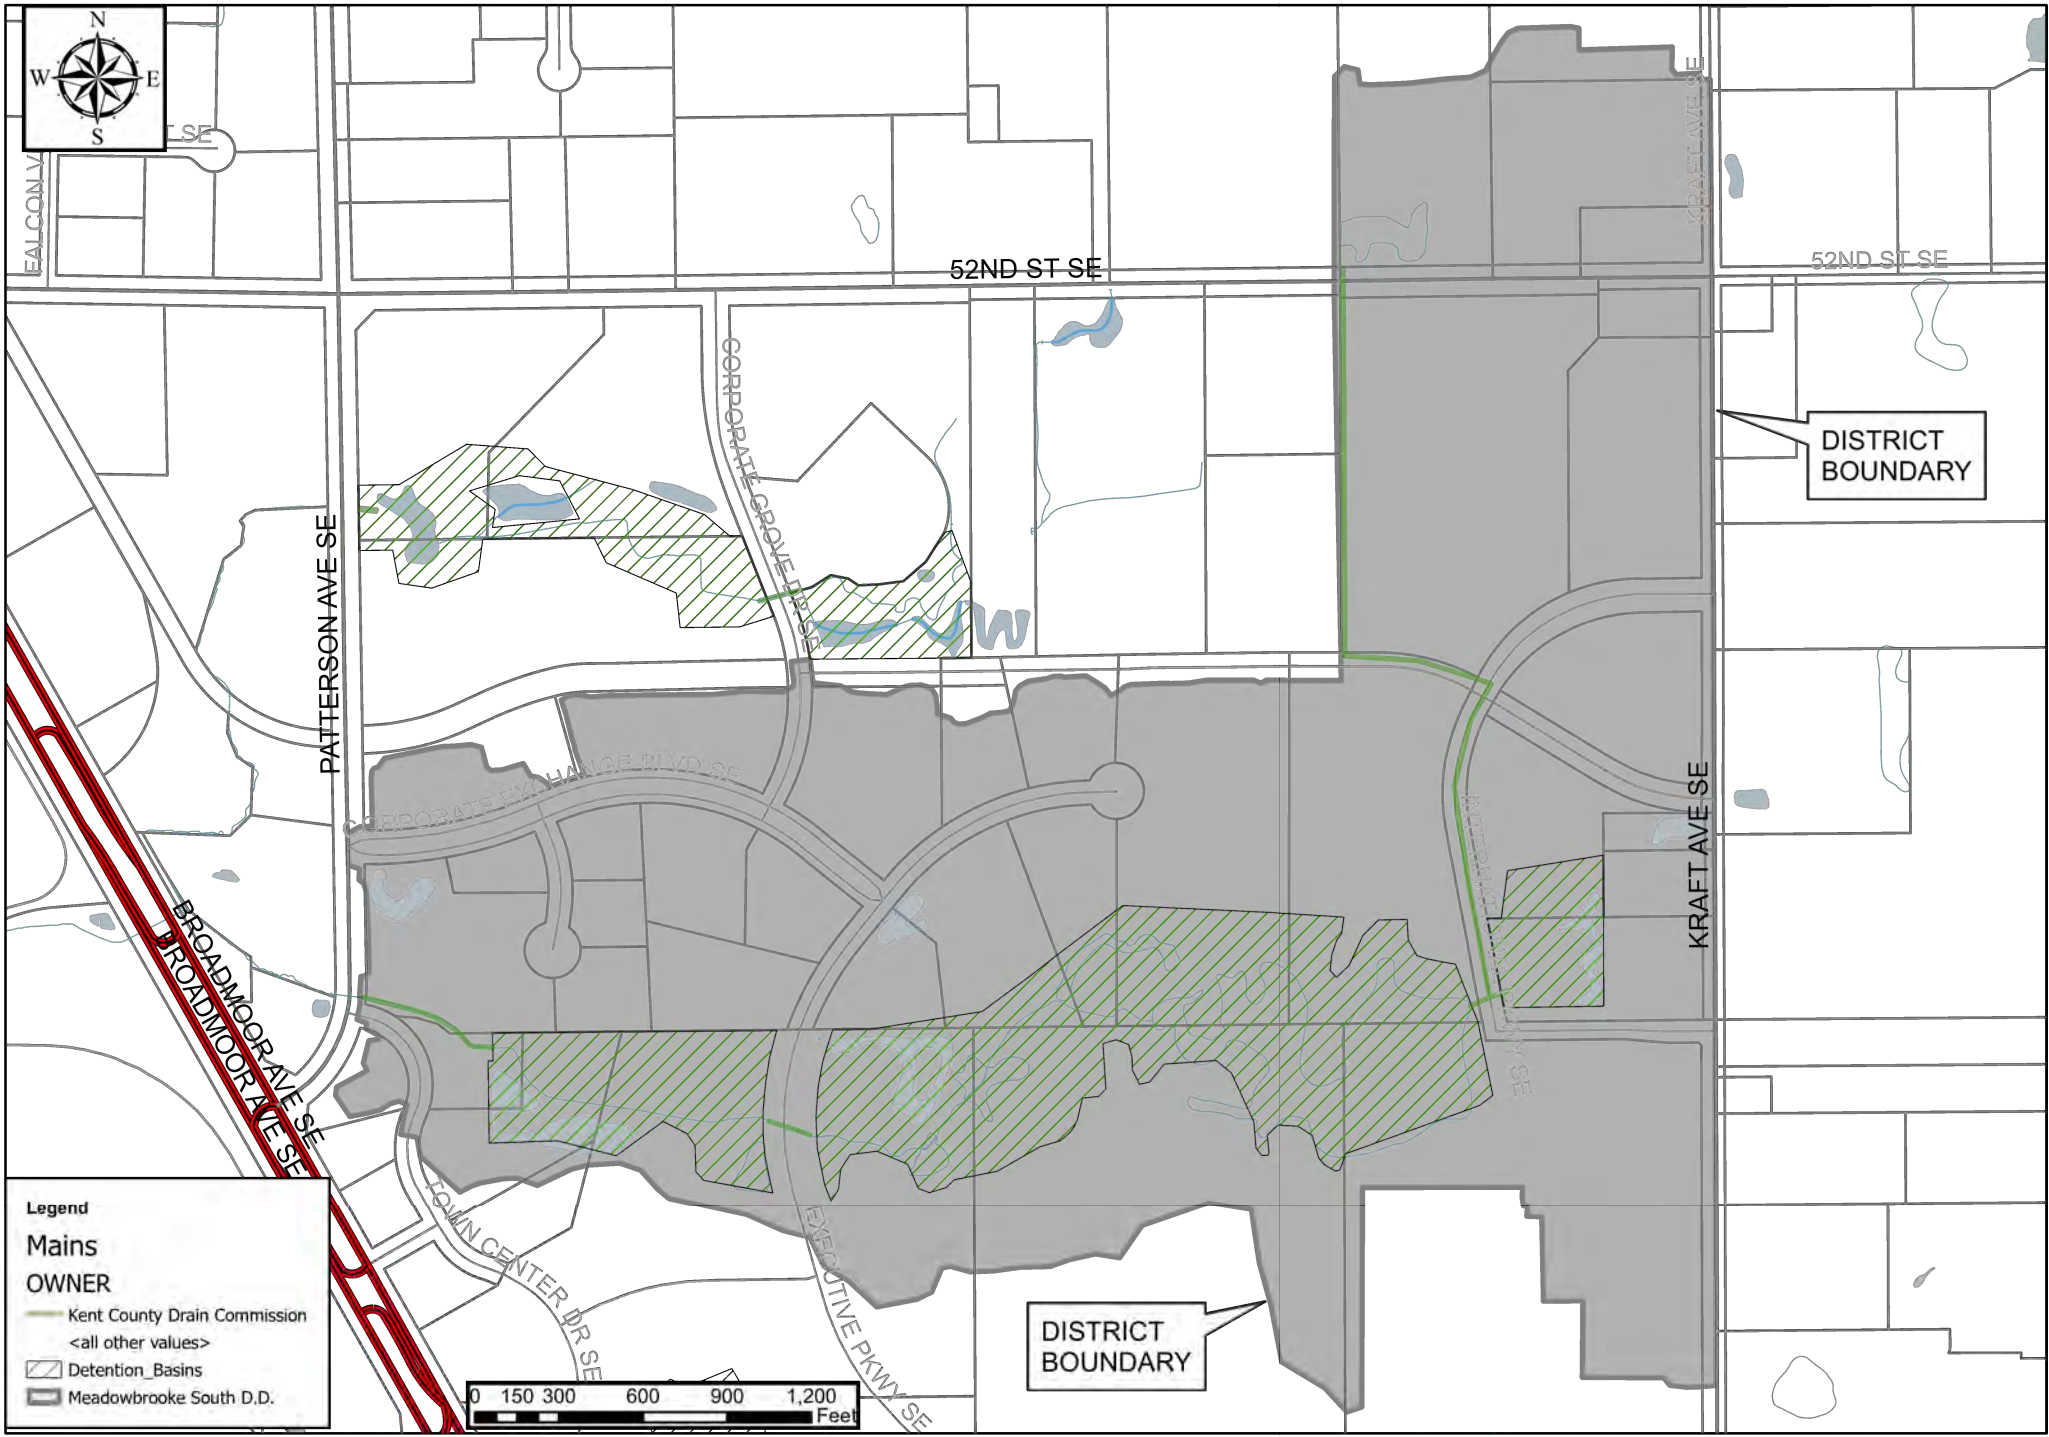 N
W E
S
T SE
FALCON V
KRAFT AVE SE
52ND ST SE
52ND ST SE
CORPORATE GROVE DR SE
DISTRICT
BOUNDARY
PATTERSON AVE SE
CORPORATE EXCHANGE BLVD SE
KRAFT AVE SE
BROADMOOR AVE SE
BROADMOOR AVE SE
TOWN CENTER DR SE
EXECUTIVE PKWY SE
DISTRICT
BOUNDARY
Legend
Mains
OWNER
Kent County Drain Commission
<all other values>
Detention_Basins
Meadowbrooke South D.D.
0 150 300 600 900 1,200
Feet